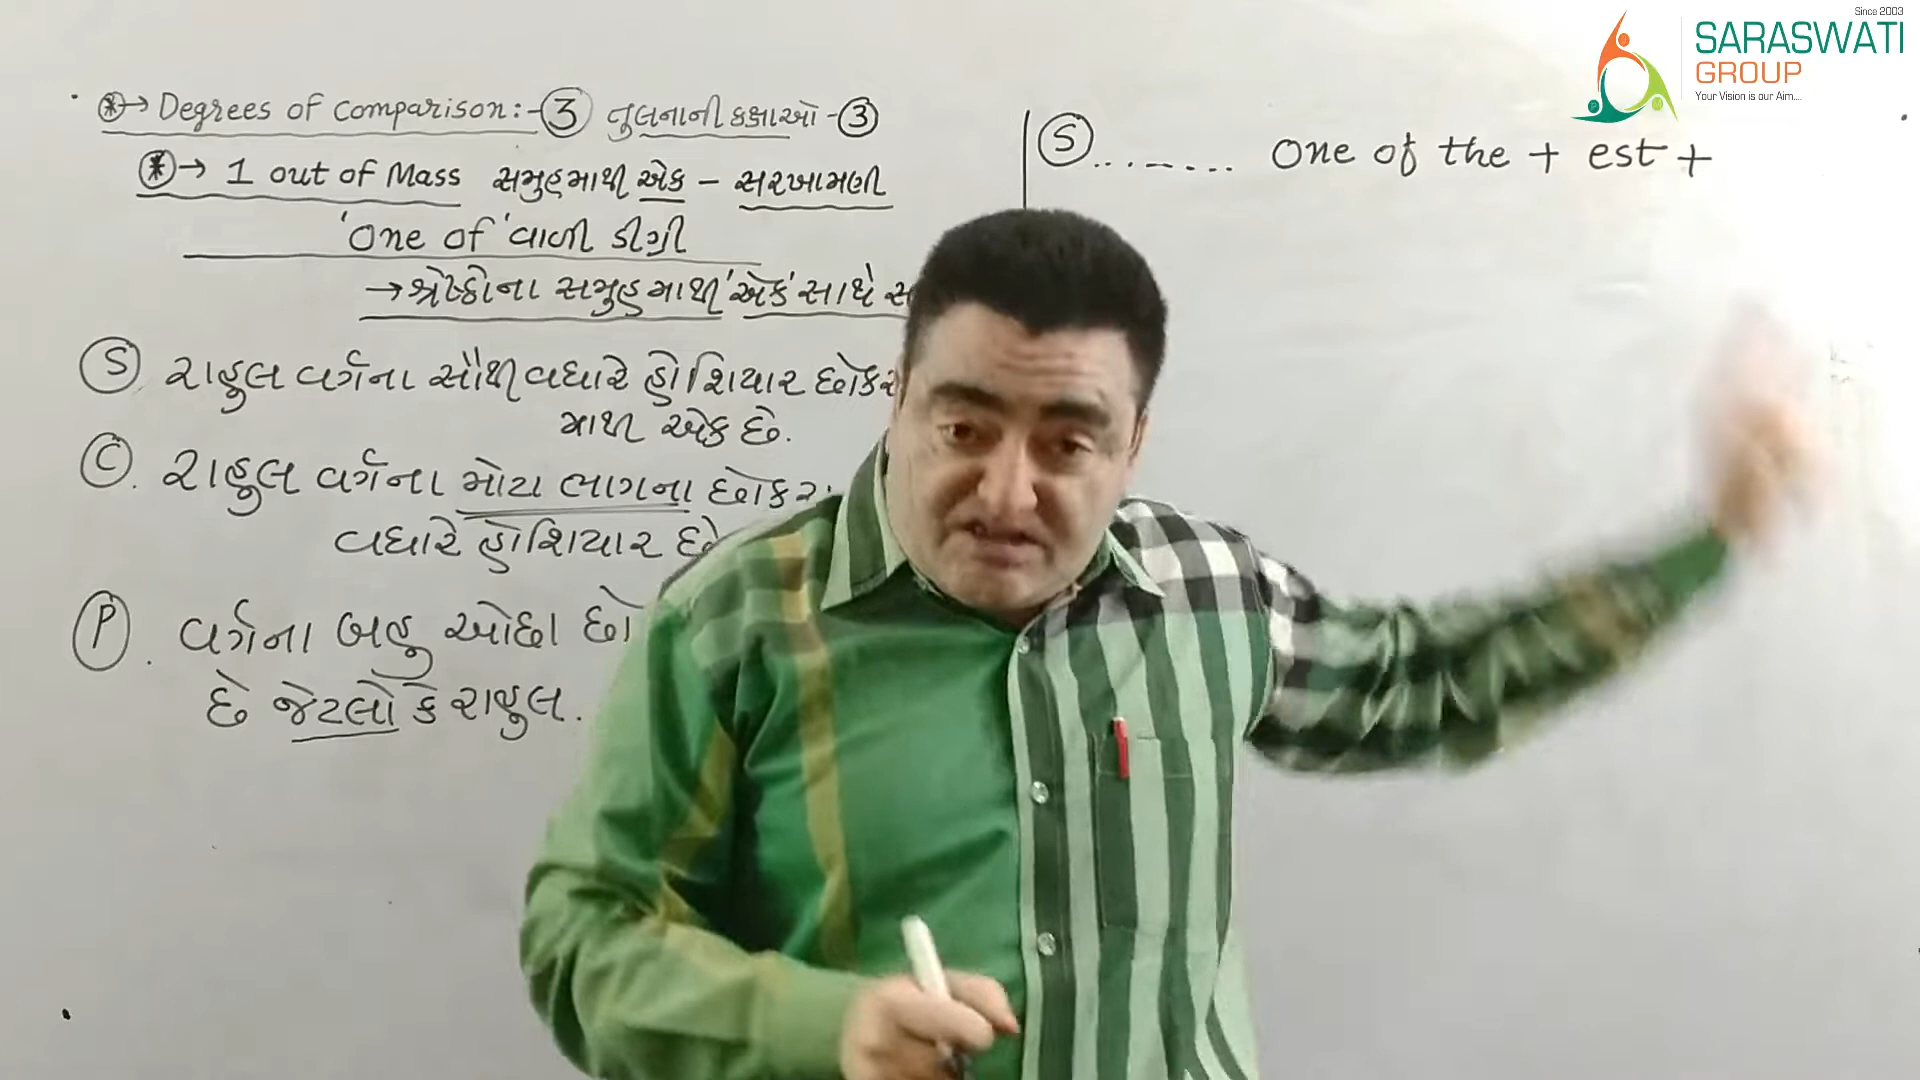 * → Degrees of comparison:- 3 તુલનાની કક્ષાઓ - 3
* → 1 out of Mass સમુહમાથી એક - સરખામણી
'One of' વાળી ડીગ્રી
→ શ્રેષ્ઠોના સમુહમાથી 'એક' સાથે
S. રાહુલ વર્ગના સૌથી વધારે હોશિયાર
માથી એક છે.
C. રાહુલ વર્ગના મોટા ભાગના
વધારે હોશિયાર છે
P. વર્ગના બહુ ઓછા
છે જેટલો કે રાહુલ.
S........ One of the + est +
Since 2003
SARASWATI
GROUP
Your Vision is our Aim....